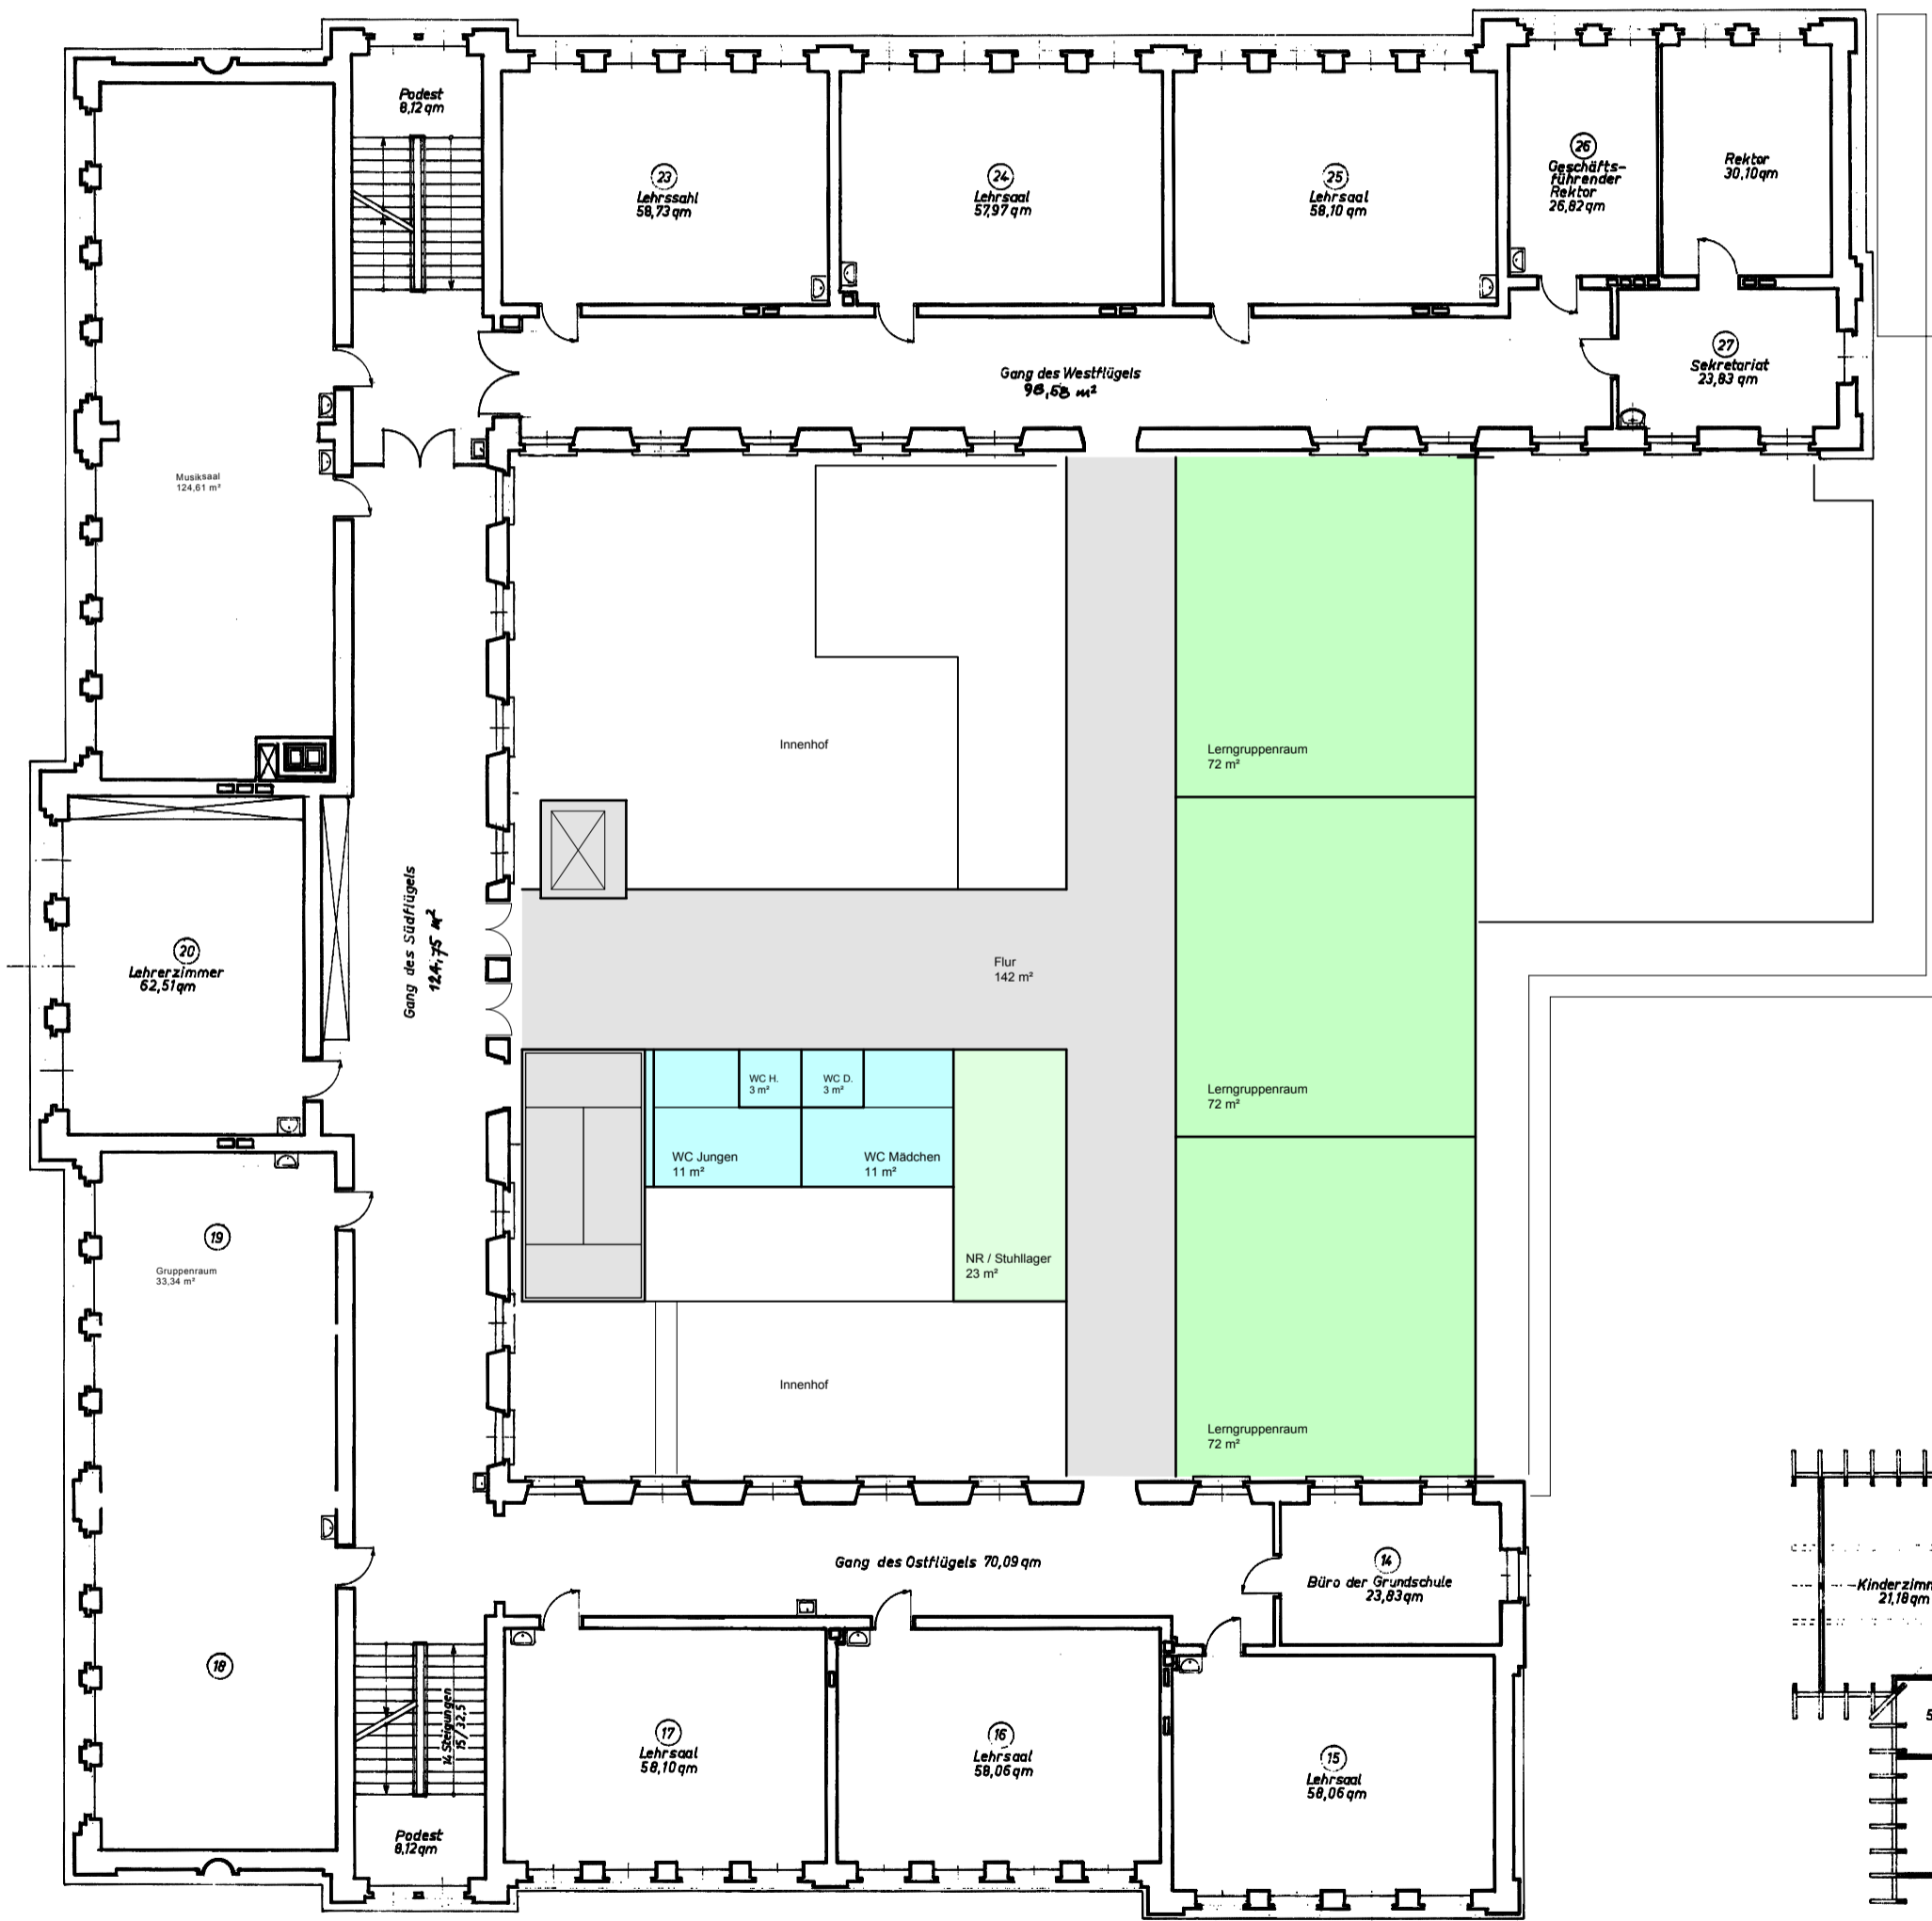 Podest
8,12 qm
23
Lehrssahl
58,73 qm
24
Lehrsaal
57,97 qm
25
Lehrsaal
58,10 qm
26
Geschäfts-
führender
Rektor
26,82 qm
Rektor
30,10 qm
27
Sekretariat
23,83 qm
Gang des Westflügels
98,58 m²
Musiksaal
124,61 m²
Innenhof
Lerngruppenraum
72 m²
Gang des Südflügels
124,75 m²
20
Lehrerzimmer
62,51 qm
Flur
142 m²
WC H.
3 m²
WC D.
3 m²
Lerngruppenraum
72 m²
WC Jungen
11 m²
WC Mädchen
11 m²
19
Gruppenraum
33,34 m²
NR / Stuhllager
23 m²
Innenhof
Lerngruppenraum
72 m²
Gang des Ostflügels 70,09 qm
14
Büro der Grundschule
23,83 qm
Kinderzimm
21,18 qm
18
14 Steigungen
15/32,5
17
Lehrsaal
58,10 qm
16
Lehrsaal
58,06 qm
15
Lehrsaal
58,06 qm
Podest
8,12 qm